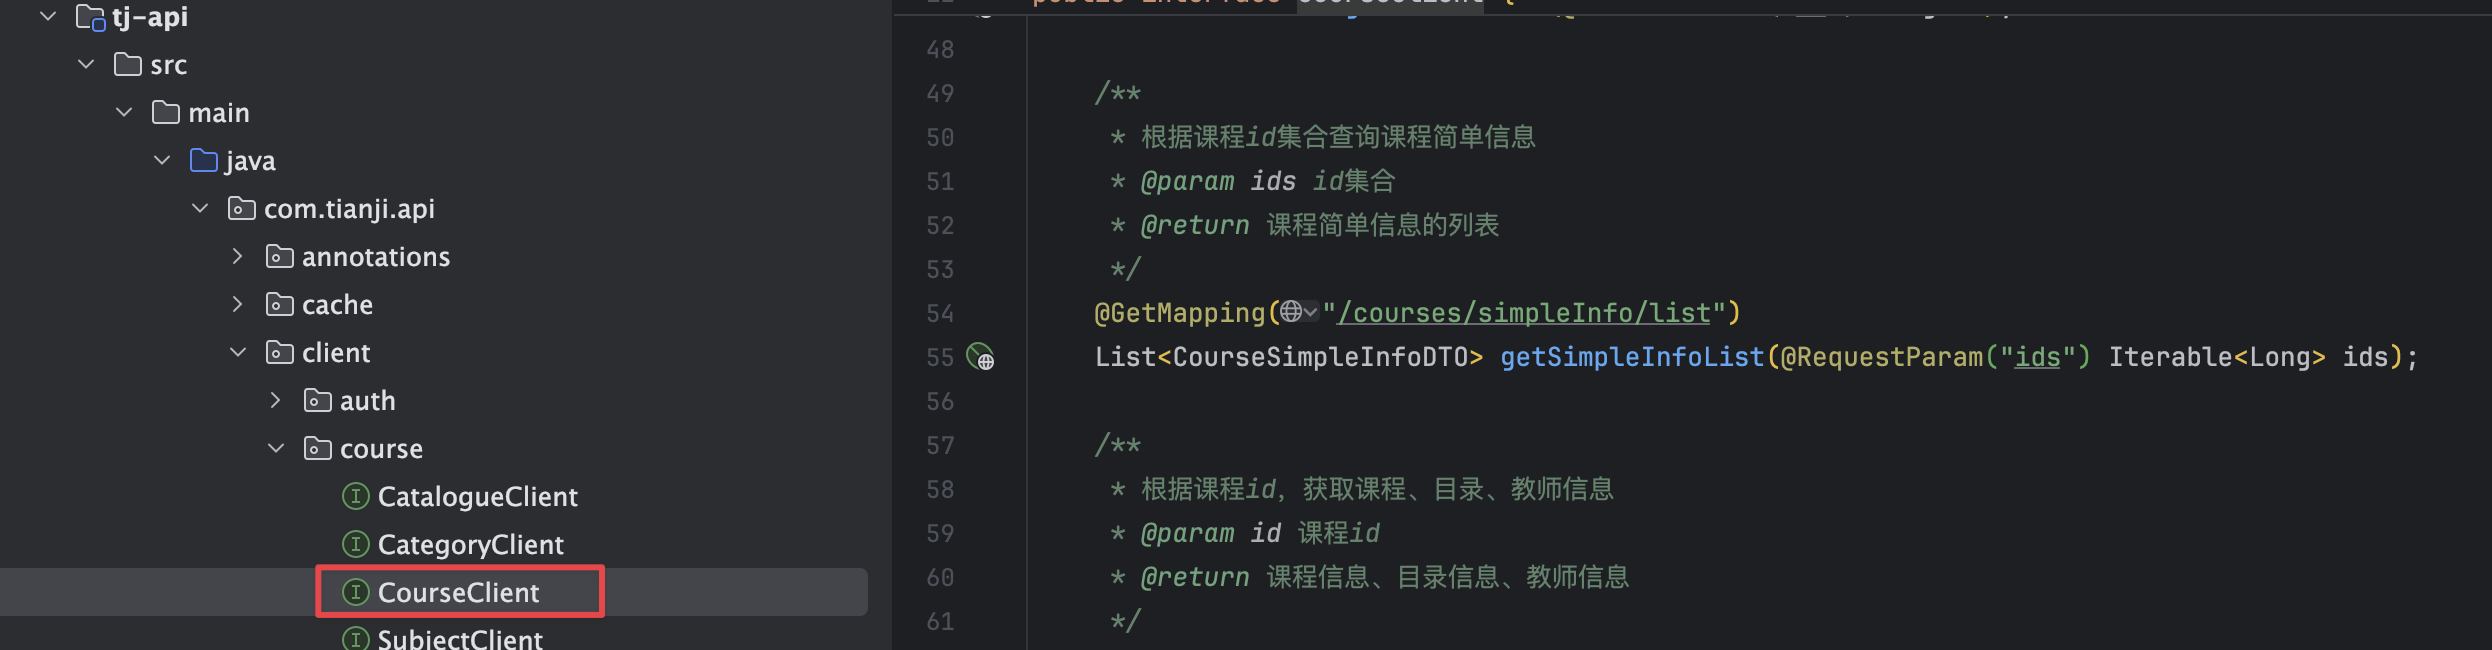 tj-api
src
main
java
com.tianji.api
annotations
cache
client
auth
course
CatalogueClient
CategoryClient
CourseClient
SubjectClient
public interface CourseClient {
48
49 /**
50 * 根据课程id集合查询课程简单信息
51 * @param ids id集合
52 * @return 课程简单信息的列表
53 */
54 @GetMapping("/courses/simpleInfo/list")
55 List<CourseSimpleInfoDTO> getSimpleInfoList(@RequestParam("ids") Iterable<Long> ids);
56
57 /**
58 * 根据课程id，获取课程、目录、教师信息
59 * @param id 课程id
60 * @return 课程信息、目录信息、教师信息
61 */